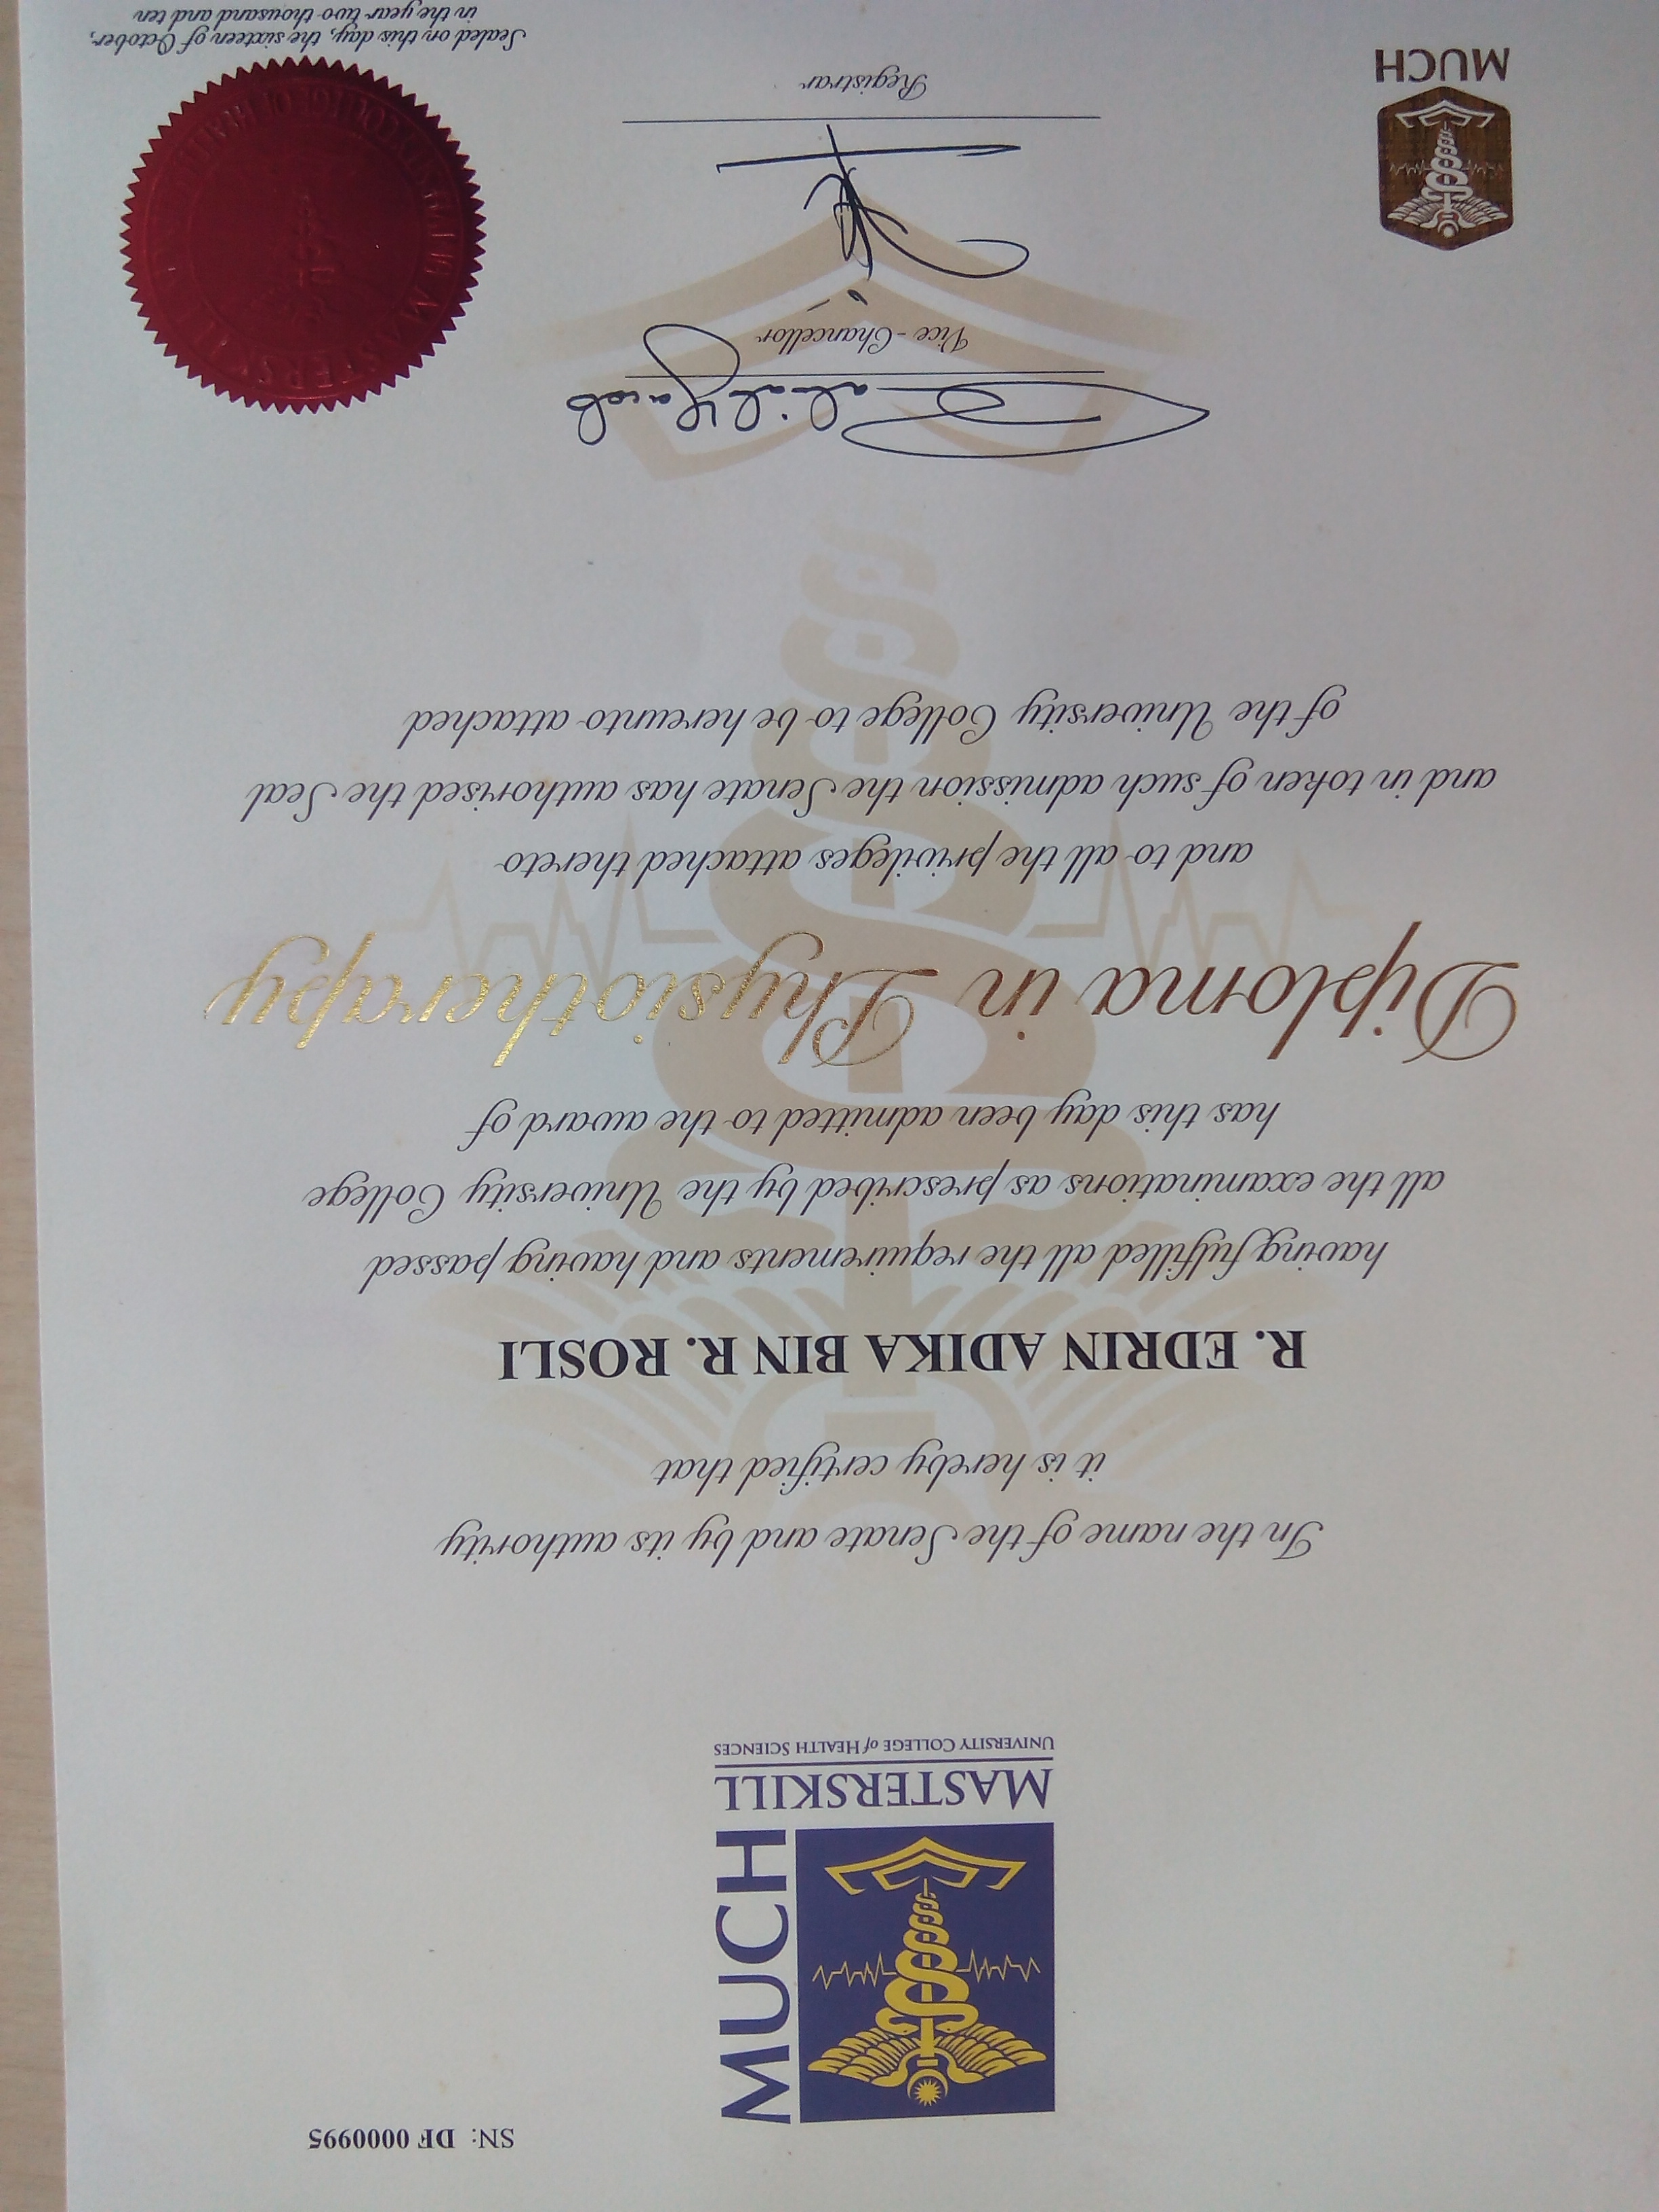 SN: DF 0000995
MUCH
MASTERSKILL
UNIVERSITY COLLEGE of HEALTH SCIENCES
In the name of the Senate and by its authority
it is hereby certified that
R. EDRIN ADIKA BIN R. ROSLI
having fulfilled all the requirements and having passed
all the examinations as prescribed by the University College
has this day been admitted to the award of
Diploma in Physiotherapy
and to all the privileges attached thereto
and in token of such admission the Senate has authorised the Seal
of the University College to be hereunto attached
Vice-Chancellor
Registrar
MUCH
Sealed on this day, the sixteen of October,
in the year two thousand and ten